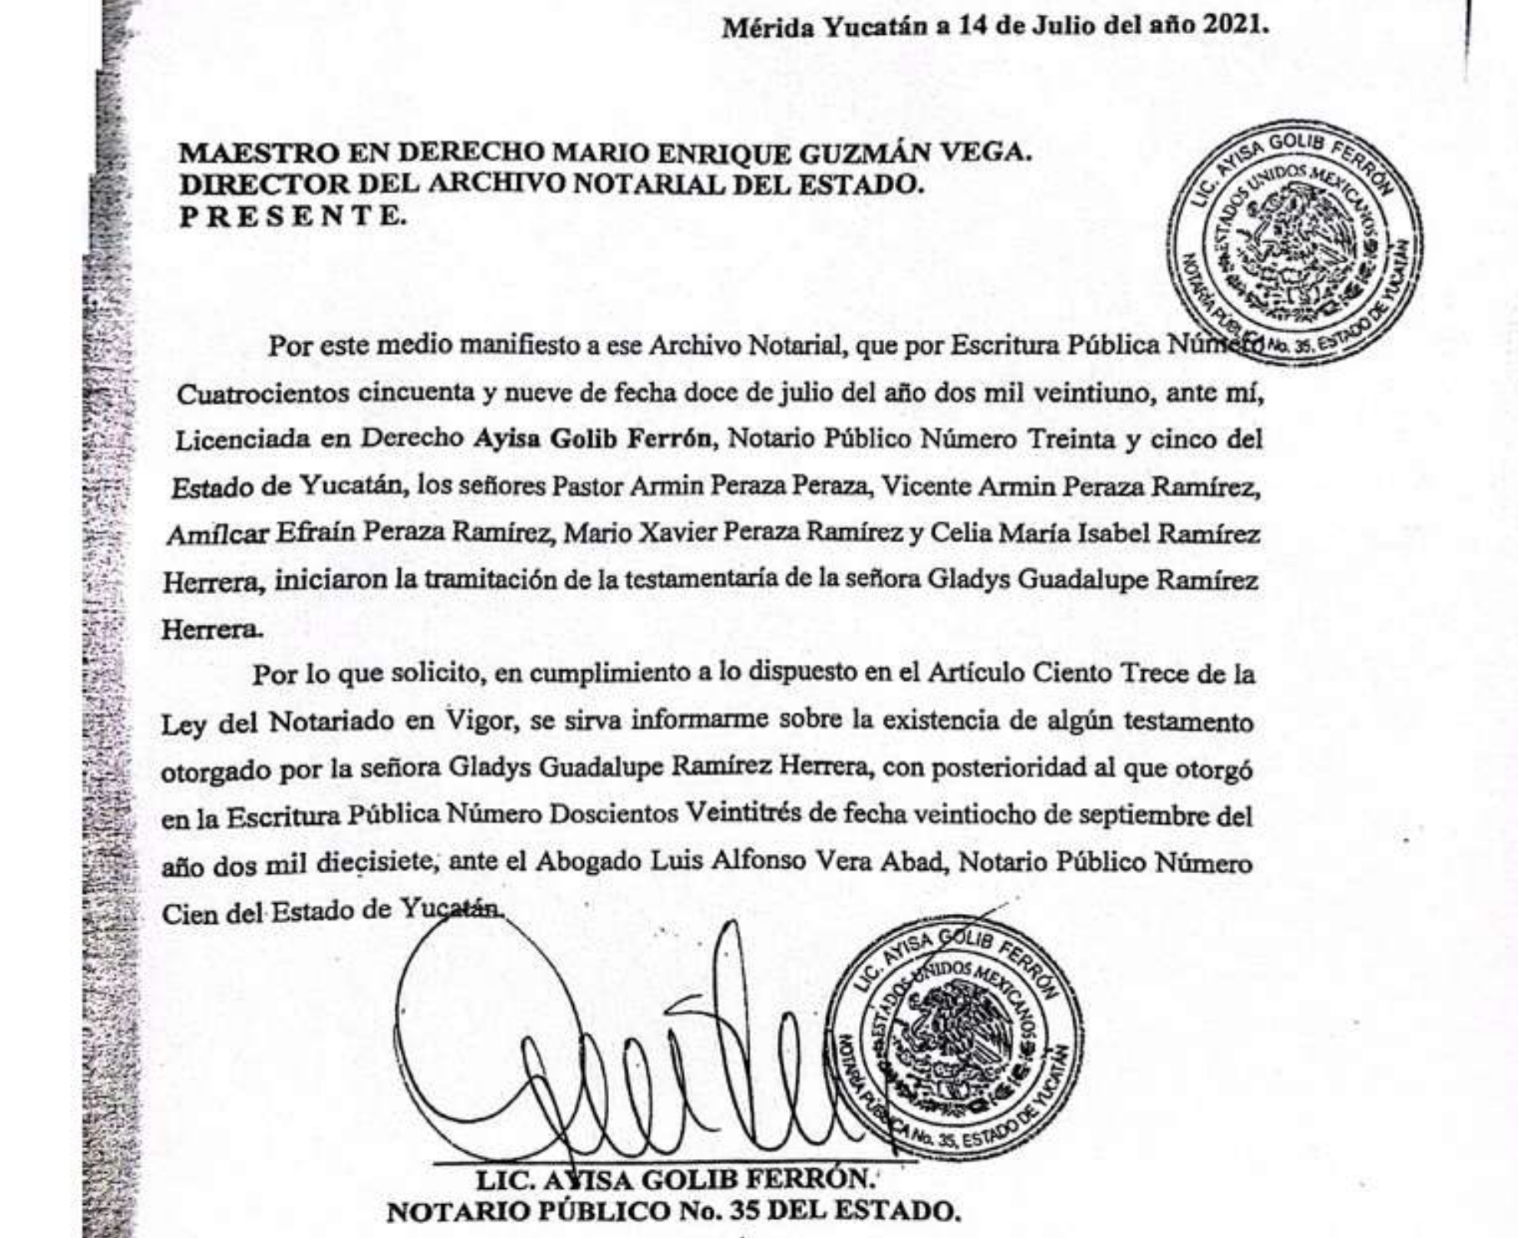 Mérida Yucatán a 14 de Julio del año 2021.
MAESTRO EN DERECHO MARIO ENRIQUE GUZMÁN VEGA.
DIRECTOR DEL ARCHIVO NOTARIAL DEL ESTADO.
P R E S E N T E.
LIC. AYISA GOLIB FERRÓN
ESTADOS UNIDOS MEXICANOS
NOTARÍA PÚBLICA No. 35, ESTADO DE YUCATÁN
Por este medio manifiesto a ese Archivo Notarial, que por Escritura Pública Número
Cuatrocientos cincuenta y nueve de fecha doce de julio del año dos mil veintiuno, ante mí,
Licenciada en Derecho Ayisa Golib Ferrón, Notario Público Número Treinta y cinco del
Estado de Yucatán, los señores Pastor Armin Peraza Peraza, Vicente Armin Peraza Ramírez,
Amílcar Efraín Peraza Ramírez, Mario Xavier Peraza Ramírez y Celia María Isabel Ramírez
Herrera, iniciaron la tramitación de la testamentaría de la señora Gladys Guadalupe Ramírez
Herrera.
Por lo que solicito, en cumplimiento a lo dispuesto en el Artículo Ciento Trece de la
Ley del Notariado en Vigor, se sirva informarme sobre la existencia de algún testamento
otorgado por la señora Gladys Guadalupe Ramírez Herrera, con posterioridad al que otorgó
en la Escritura Pública Número Doscientos Veintitrés de fecha veintiocho de septiembre del
año dos mil diecisiete, ante el Abogado Luis Alfonso Vera Abad, Notario Público Número
Cien del Estado de Yucatán.
LIC. AYISA GOLIB FERRÓN
ESTADOS UNIDOS MEXICANOS
NOTARÍA PÚBLICA No. 35, ESTADO DE YUCATÁN
LIC. AYISA GOLIB FERRÓN.
NOTARIO PÚBLICO No. 35 DEL ESTADO.